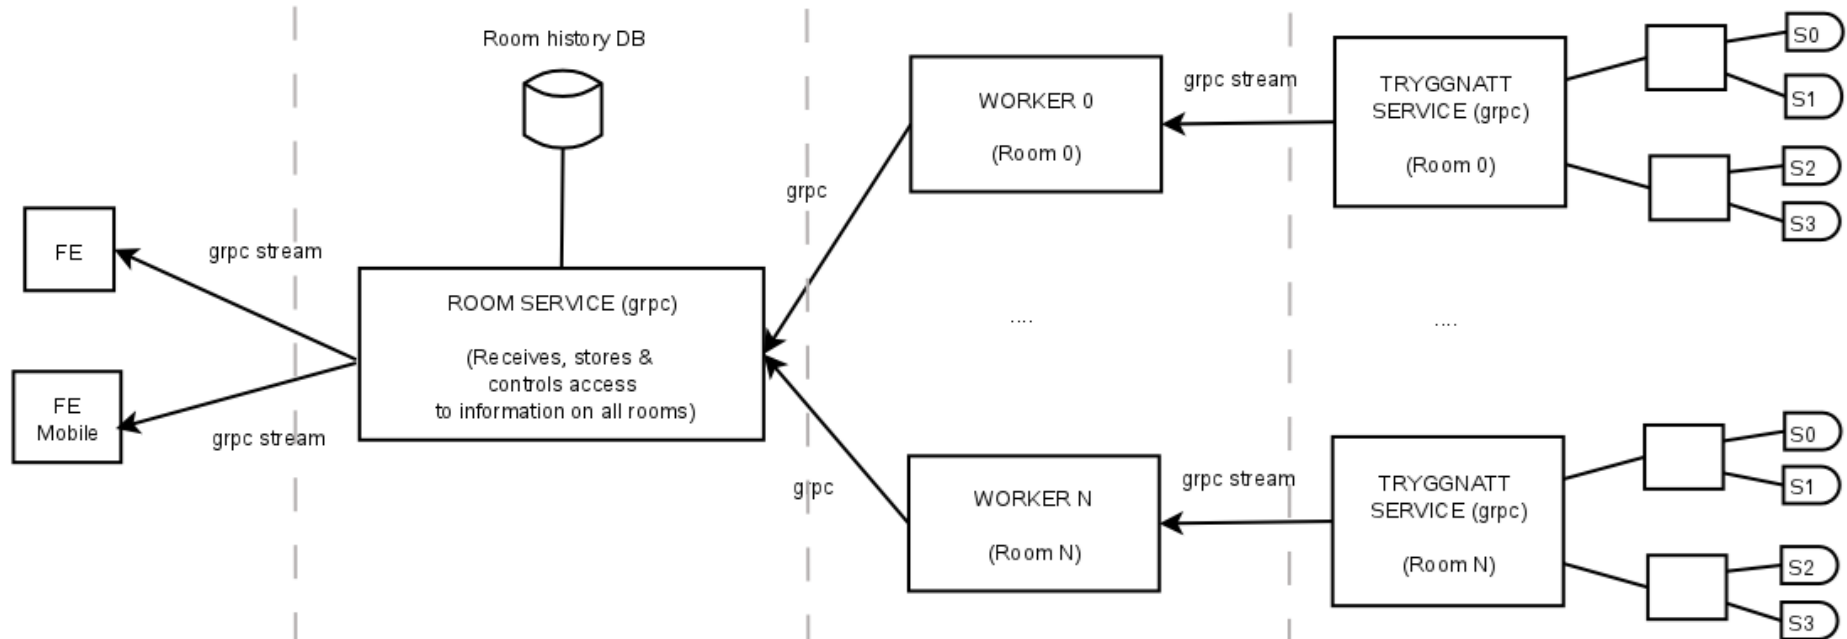 Room history DB
FE
grpc stream
FE
Mobile
grpc stream
ROOM SERVICE (grpc)
(Receives, stores &
controls access
to information on all rooms)
grpc
grpc
WORKER 0
(Room 0)
....
WORKER N
(Room N)
grpc stream
grpc stream
TRYGGNATT
SERVICE (grpc)
(Room 0)
....
TRYGGNATT
SERVICE (grpc)
(Room N)
S0
S1
S2
S3
S0
S1
S2
S3